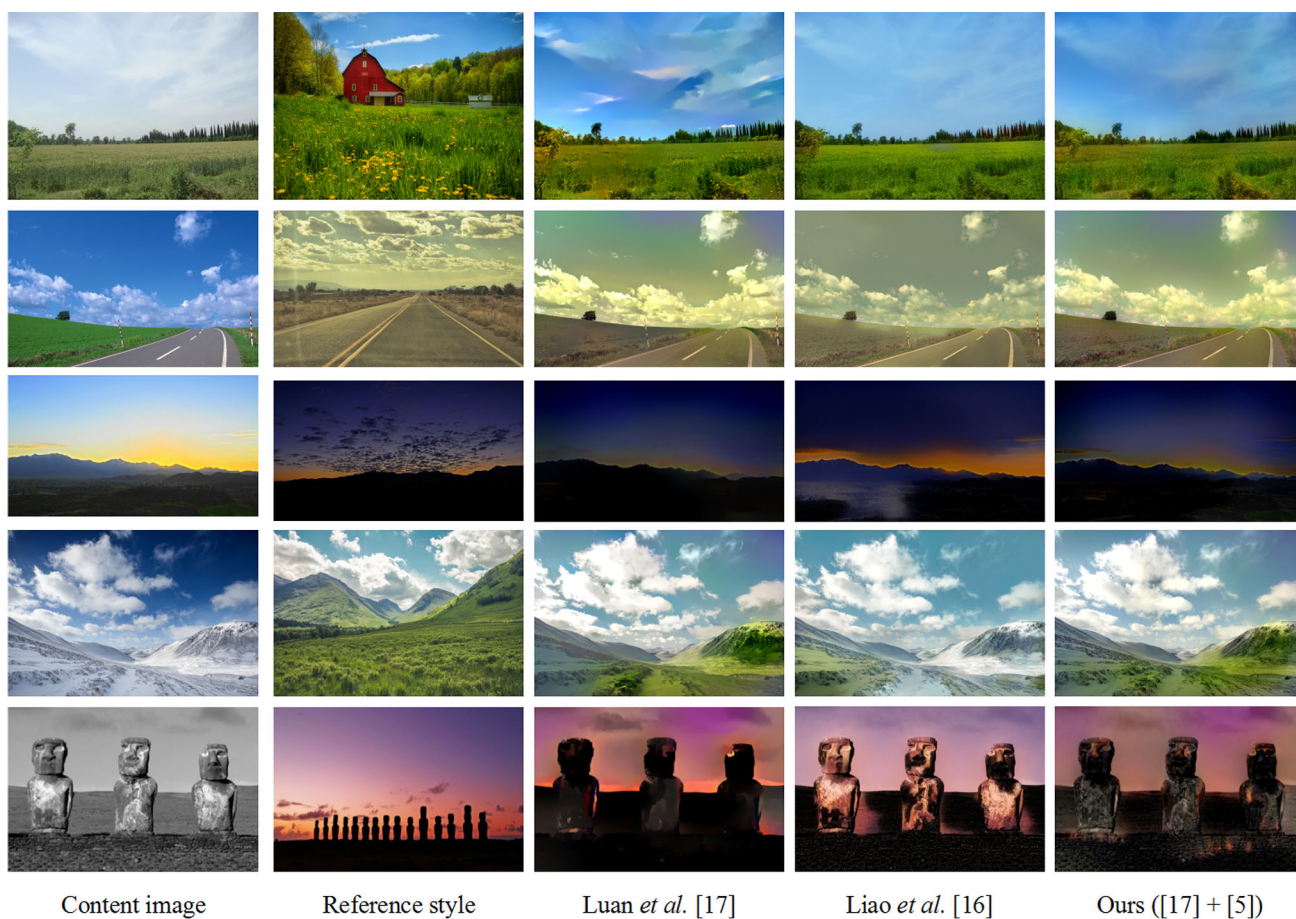 Content image Reference style Luan et al. [17] Liao et al. [16] Ours ([17] + [5])